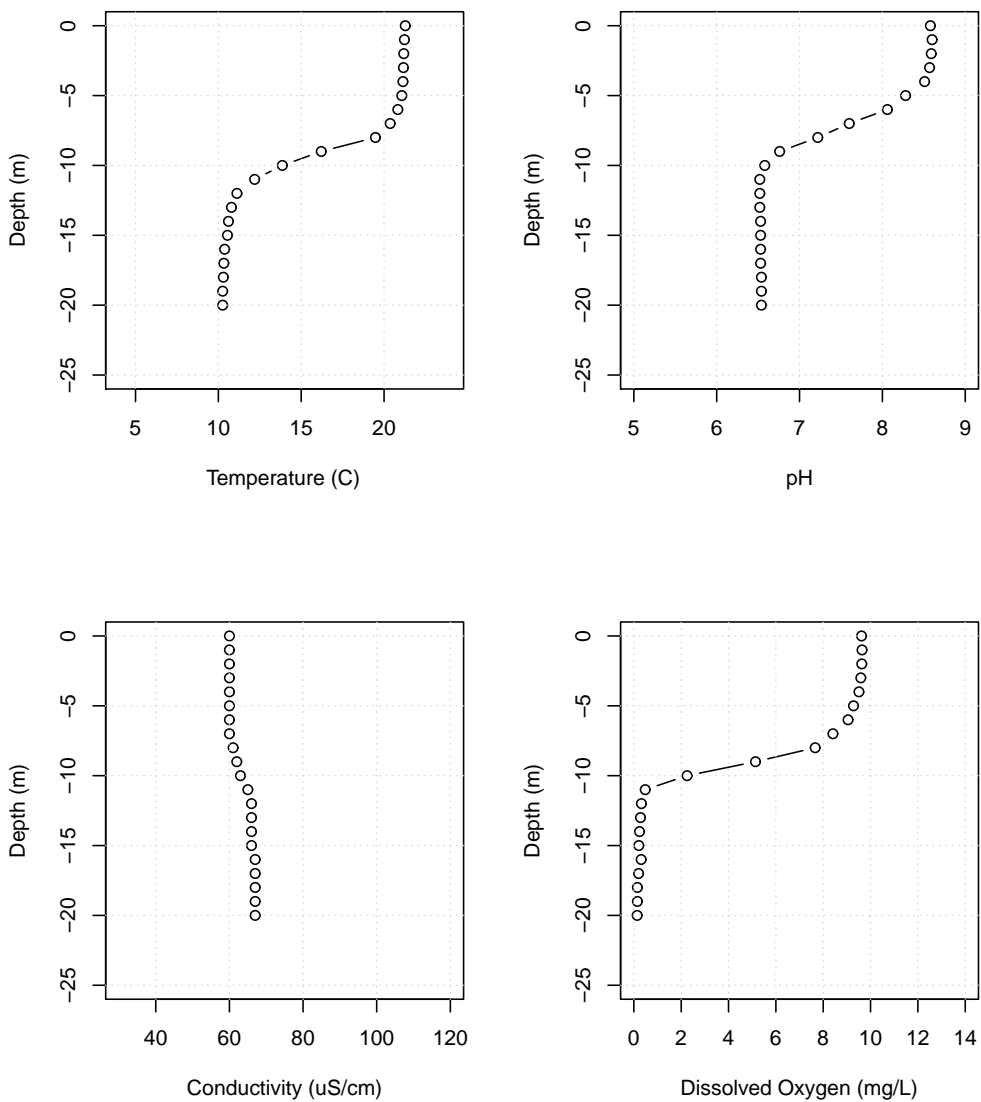 0
−5
−10
−15
−20
−25
Depth (m)
5 10 15 20
Temperature (C)
0
−5
−10
−15
−20
−25
Depth (m)
5 6 7 8 9
pH
0
−5
−10
−15
−20
−25
Depth (m)
40 60 80 100 120
Conductivity (uS/cm)
0
−5
−10
−15
−20
−25
Depth (m)
0 2 4 6 8 10 12 14
Dissolved Oxygen (mg/L)